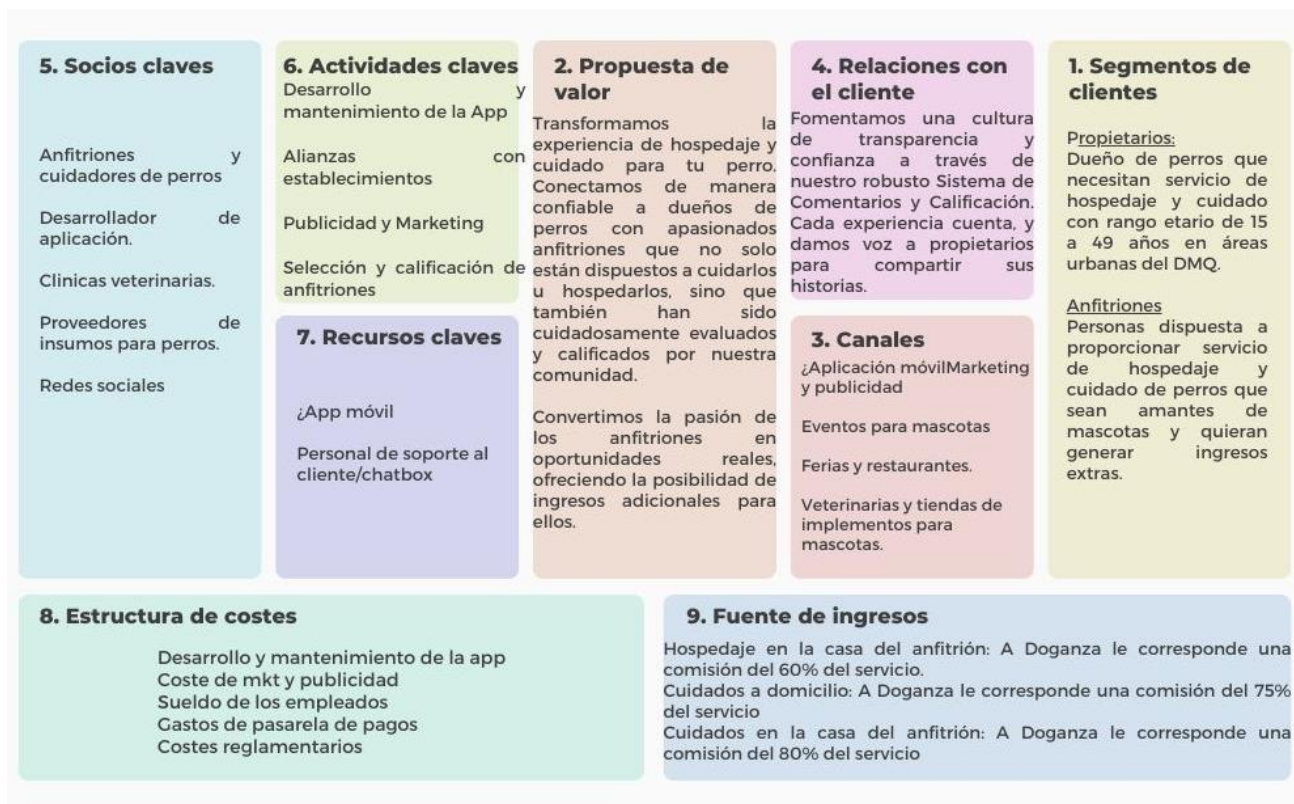 5. Socios claves
Anfitriones y
cuidadores de perros
Desarrollador de
aplicación.
Clinicas veterinarias.
Proveedores de
insumos para perros.
Redes sociales
6. Actividades claves
Desarrollo y
mantenimiento de la App
Alianzas con
establecimientos
Publicidad y Marketing
Selección y calificación de
anfitriones
7. Recursos claves
¿App móvil
Personal de soporte al
cliente/chatbox
2. Propuesta de
valor
Transformamos la
experiencia de hospedaje y
cuidado para tu perro.
Conectamos de manera
confiable a dueños de
perros con apasionados
anfitriones que no solo
están dispuestos a cuidarlos
u hospedarlos, sino que
también han sido
cuidadosamente evaluados
y calificados por nuestra
comunidad.
Convertimos la pasión de
los anfitriones en
oportunidades reales,
ofreciendo la posibilidad de
ingresos adicionales para
ellos.
4. Relaciones con
el cliente
Fomentamos una cultura
de transparencia y
confianza a través de
nuestro robusto Sistema de
Comentarios y Calificación.
Cada experiencia cuenta, y
damos voz a propietarios
para compartir sus
historias.
3. Canales
¿Aplicación móvilMarketing
y publicidad
Eventos para mascotas
Ferias y restaurantes.
Veterinarias y tiendas de
implementos para
mascotas.
1. Segmentos de
clientes
Propietarios:
Dueño de perros que
necesitan servicio de
hospedaje y cuidado
con rango etario de 15
a 49 años en áreas
urbanas del DMQ.
Anfitriones
Personas dispuesta a
proporcionar servicio
de hospedaje y
cuidado de perros que
sean amantes de
mascotas y quieran
generar ingresos
extras.
8. Estructura de costes
Desarrollo y mantenimiento de la app
Coste de mkt y publicidad
Sueldo de los empleados
Gastos de pasarela de pagos
Costes reglamentarios
9. Fuente de ingresos
Hospedaje en la casa del anfitrión: A Doganza le corresponde una
comisión del 60% del servicio.
Cuidados a domicilio: A Doganza le corresponde una comisión del 75%
del servicio
Cuidados en la casa del anfitrión: A Doganza le corresponde una
comisión del 80% del servicio